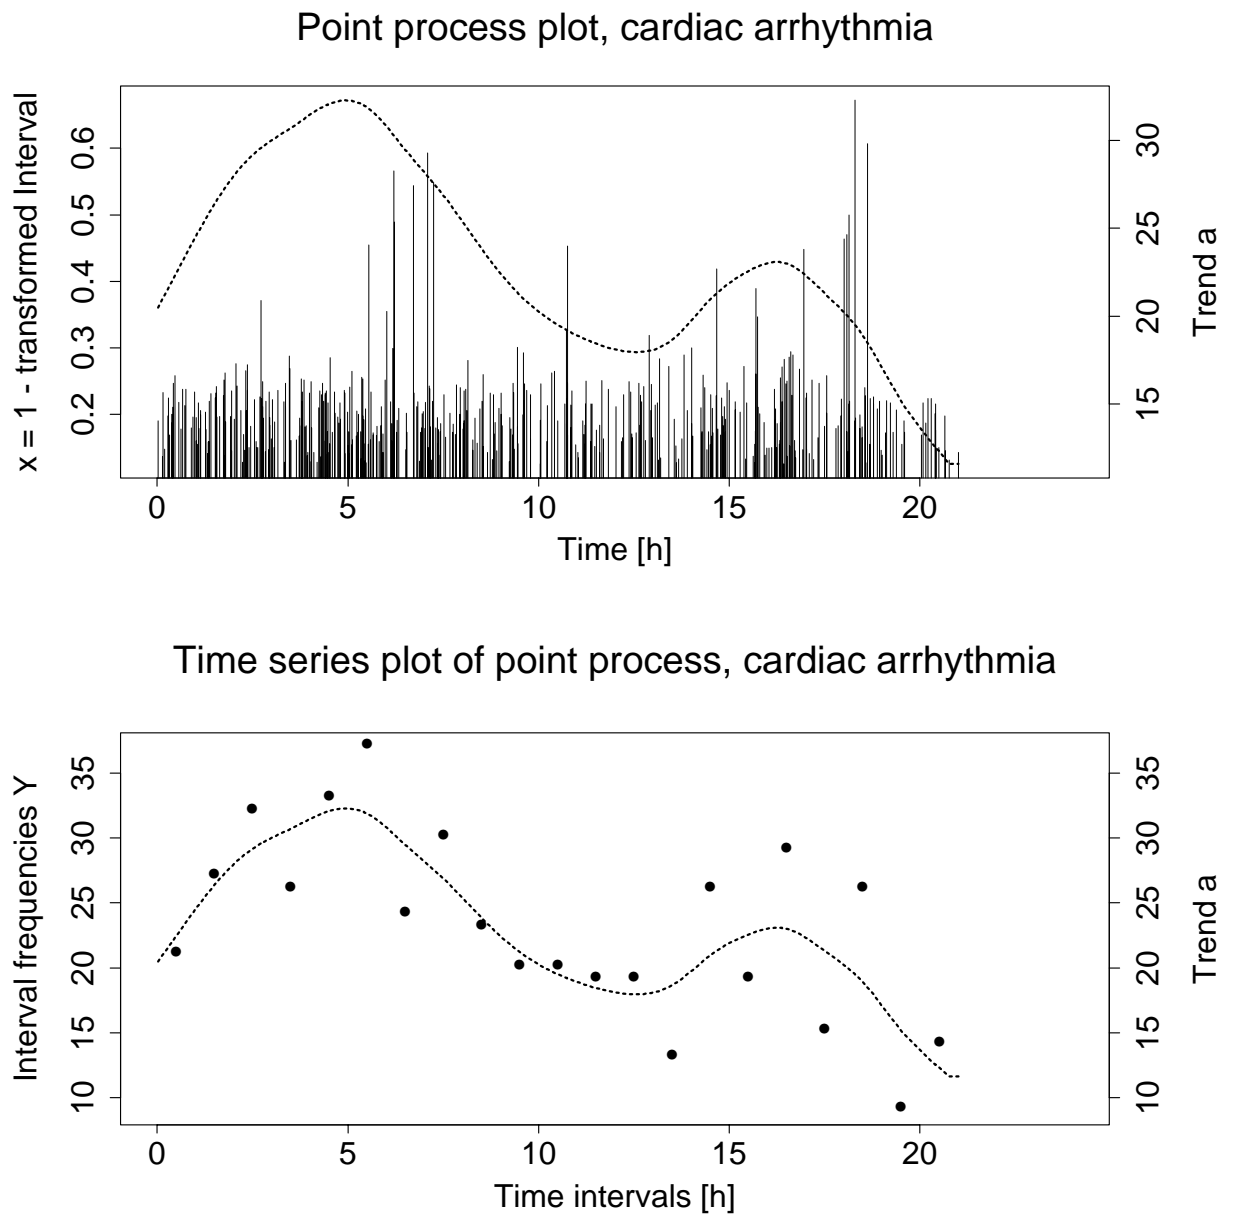 Point process plot, cardiac arrhythmia
x = 1 - transformed Interval
0.2 0.3 0.4 0.5 0.6
15 20 25 30
Trend a
0 5 10 15 20
Time [h]
Time series plot of point process, cardiac arrhythmia
Interval frequencies Y
10 15 20 25 30 35
10 15 20 25 30 35
Trend a
0 5 10 15 20
Time intervals [h]